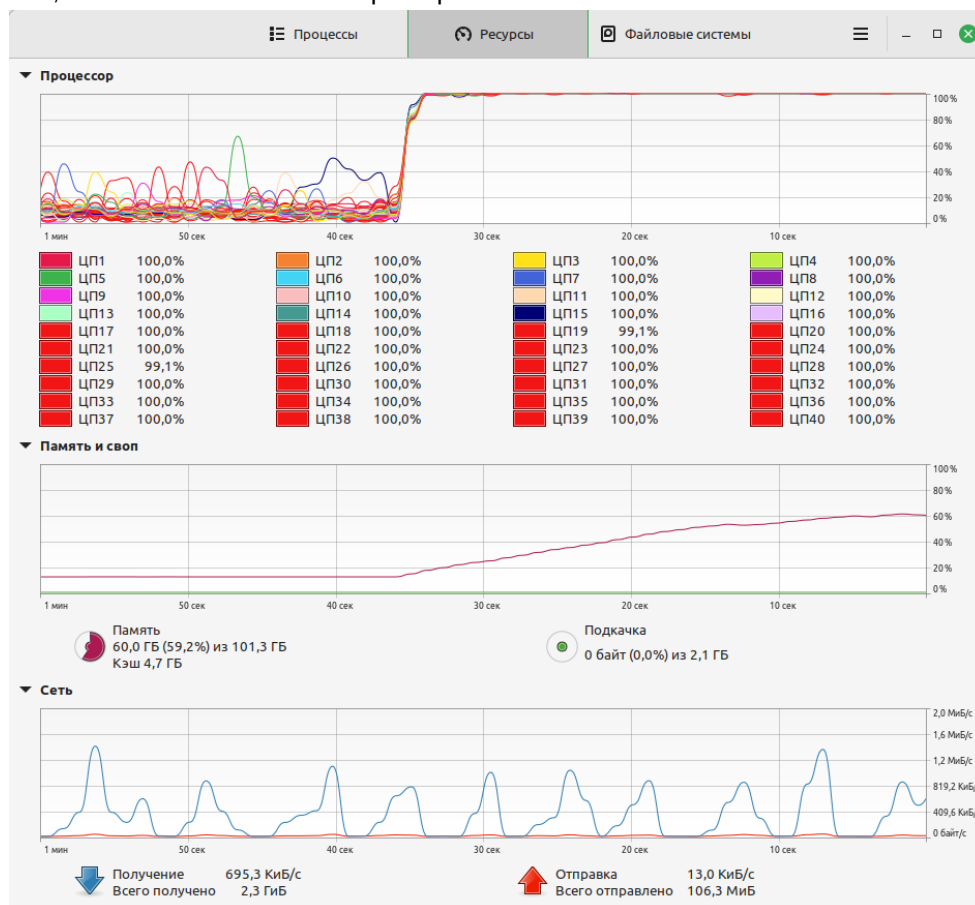 Процессы Ресурсы Файловые системы
Процессор
100%
80%
60%
40%
20%
0%
1 мин 50 сек 40 сек 30 сек 20 сек 10 сек
ЦП1 100,0% ЦП2 100,0% ЦП3 100,0% ЦП4 100,0%
ЦП5 100,0% ЦП6 100,0% ЦП7 100,0% ЦП8 100,0%
ЦП9 100,0% ЦП10 100,0% ЦП11 100,0% ЦП12 100,0%
ЦП13 100,0% ЦП14 100,0% ЦП15 100,0% ЦП16 100,0%
ЦП17 100,0% ЦП18 100,0% ЦП19 99,1% ЦП20 100,0%
ЦП21 100,0% ЦП22 100,0% ЦП23 100,0% ЦП24 100,0%
ЦП25 99,1% ЦП26 100,0% ЦП27 100,0% ЦП28 100,0%
ЦП29 100,0% ЦП30 100,0% ЦП31 100,0% ЦП32 100,0%
ЦП33 100,0% ЦП34 100,0% ЦП35 100,0% ЦП36 100,0%
ЦП37 100,0% ЦП38 100,0% ЦП39 100,0% ЦП40 100,0%
Память и своп
100%
80%
60%
40%
20%
0%
1 мин 50 сек 40 сек 30 сек 20 сек 10 сек
Память Подкачка
60,0 ГБ (59,2%) из 101,3 ГБ 0 байт (0,0%) из 2,1 ГБ
Кэш 4,7 ГБ
Сеть
2,0 МиБ/с
1,6 МиБ/с
1,2 МиБ/с
819,2
409,6
0 байт/с
1 мин 50 сек 40 сек 30 сек 20 сек 10 сек
Получение 695,3 КиБ/с Отправка 13,0 КиБ/с
Всего получено 2,3 ГиБ Всего отправлено 106,3 МиБ